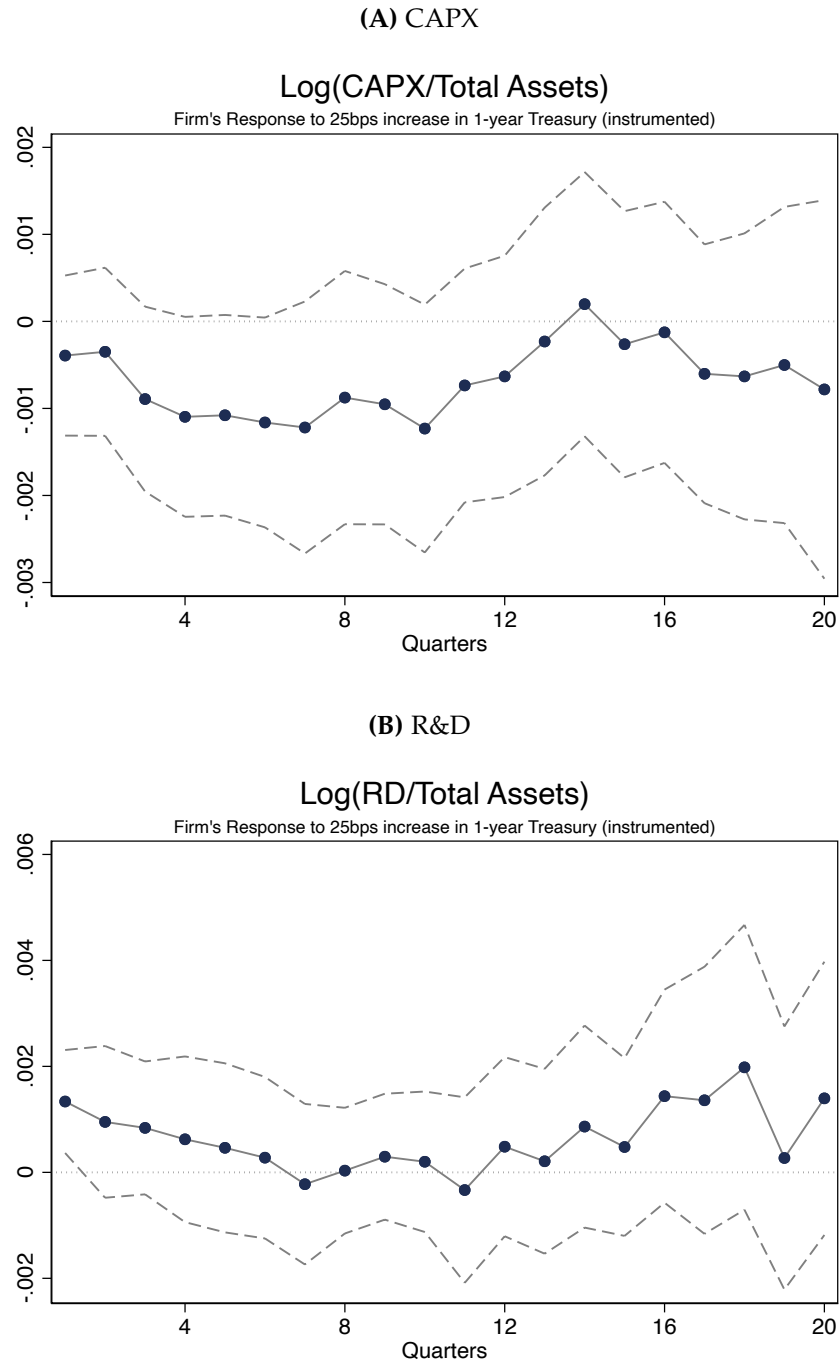 (A) CAPX
Log(CAPX/Total Assets)
Firm's Response to 25bps increase in 1-year Treasury (instrumented)
.002
.001
0
-.001
-.002
-.003
4 8 12 16 20
Quarters
(B) R&D
Log(RD/Total Assets)
Firm's Response to 25bps increase in 1-year Treasury (instrumented)
.006
.004
.002
0
-.002
4 8 12 16 20
Quarters